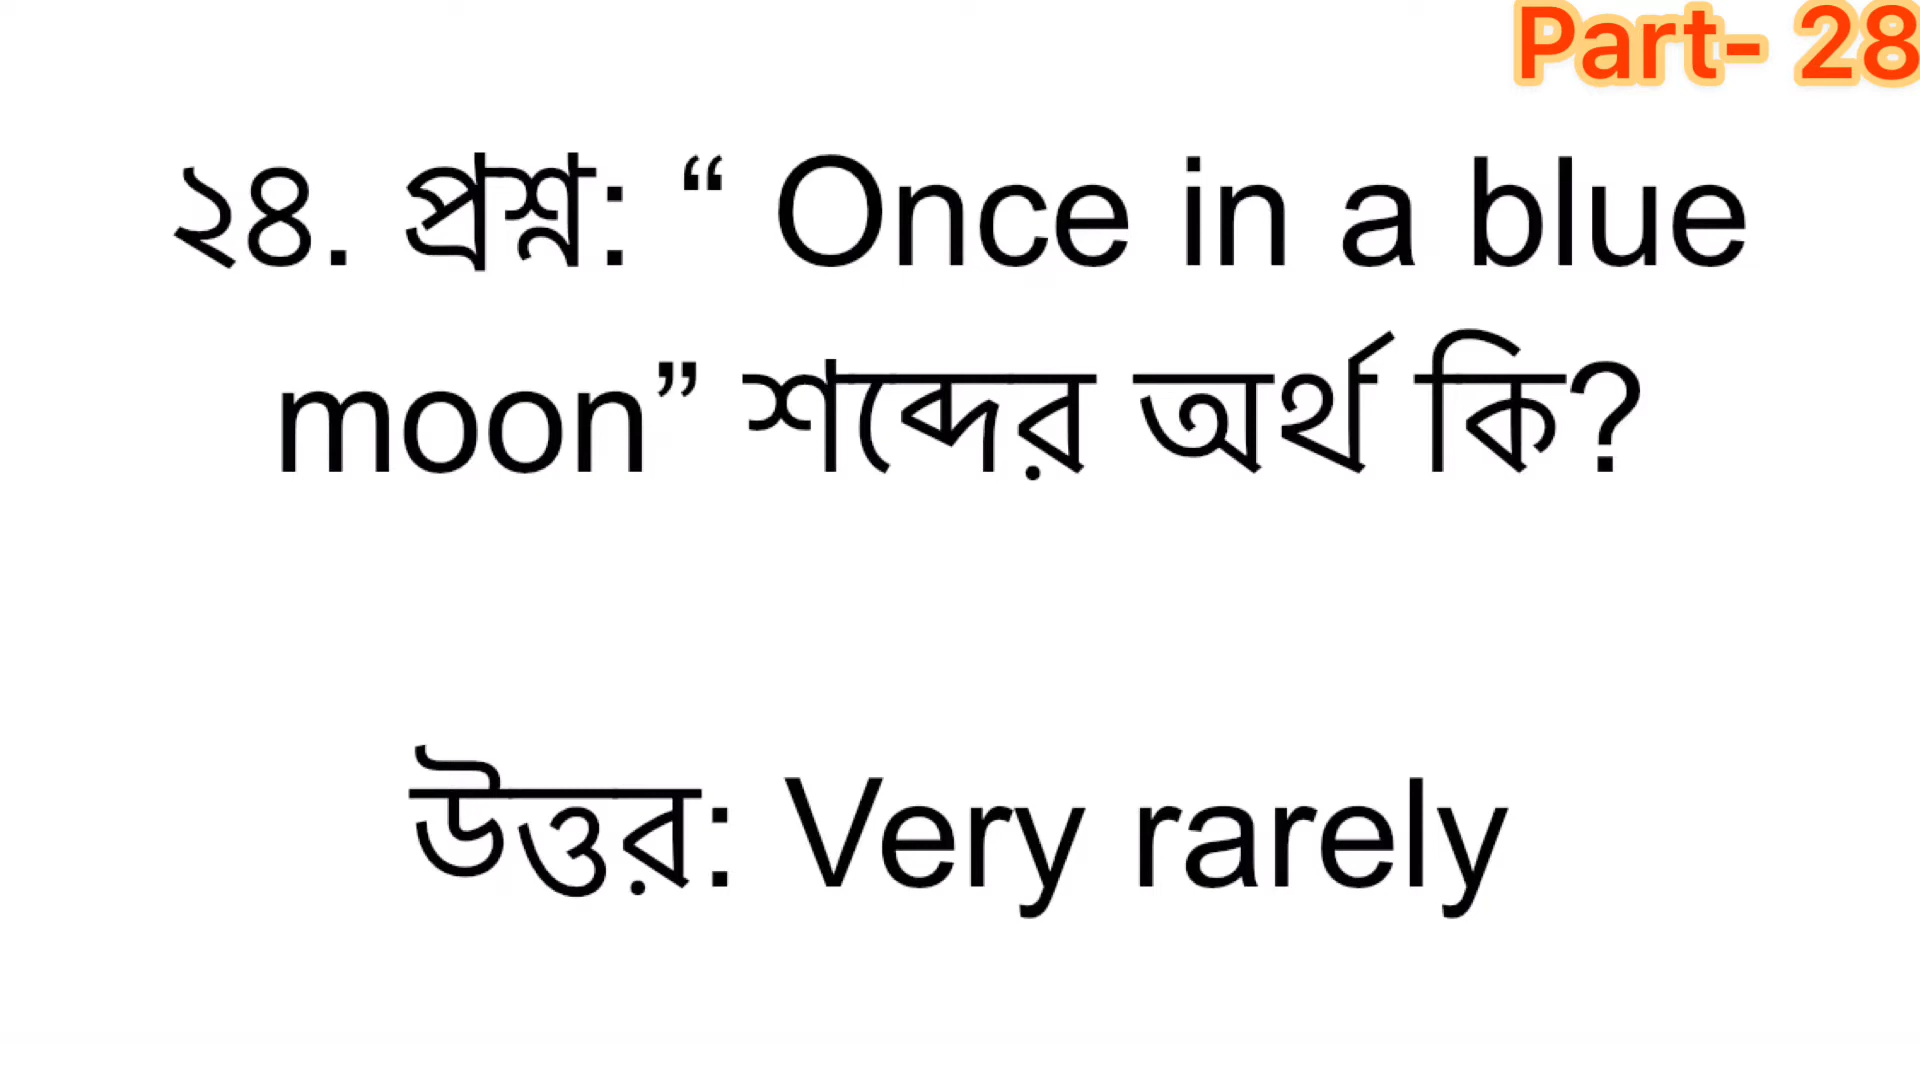 Part- 28
২৪. প্রশ্ন: “ Once in a blue
moon” শব্দের অর্থ কি?
উত্তর: Very rarely